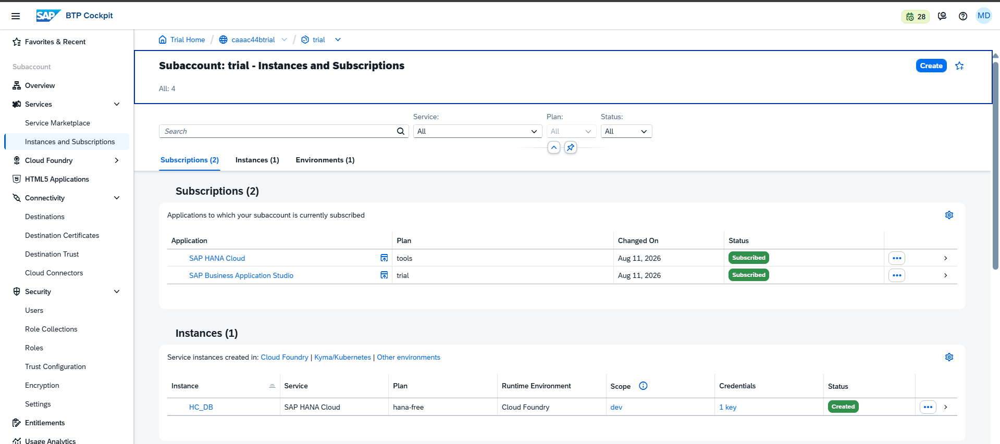 SAP BTP Cockpit
28
MD
Favorites & Recent
Subaccount
Overview
Services
Service Marketplace
Instances and Subscriptions
Cloud Foundry
HTML5 Applications
Connectivity
Destinations
Destination Certificates
Destination Trust
Cloud Connectors
Security
Users
Role Collections
Roles
Trust Configuration
Encryption
Settings
Entitlements
Usage Analytics
Trial Home / caaac44btrial / trial
Subaccount: trial - Instances and Subscriptions
Create
All: 4
Service: Plan: Status:
Search All All All
Subscriptions (2) Instances (1) Environments (1)
Subscriptions (2)
Applications to which your subaccount is currently subscribed
Application Plan Changed On Status
SAP HANA Cloud tools Aug 11, 2026 Subscribed
SAP Business Application Studio trial Aug 11, 2026 Subscribed
Instances (1)
Service instances created in: Cloud Foundry | Kyma/Kubernetes | Other environments
Instance Service Plan Runtime Environment Scope Credentials Status
HC_DB SAP HANA Cloud hana-free Cloud Foundry dev 1 key Created